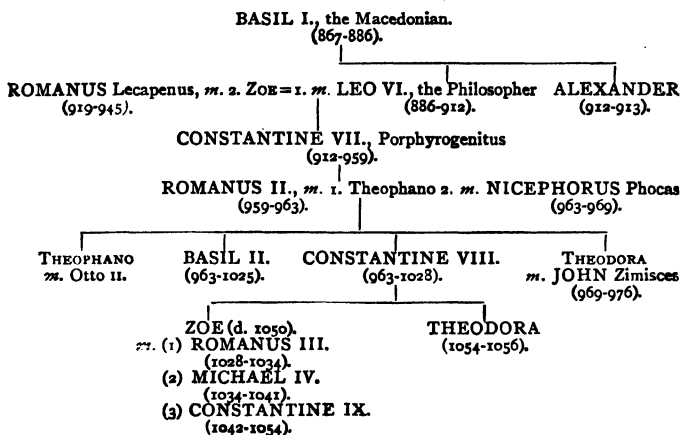 BASIL I., the Macedonian.
(867-886).
ROMANUS Lecapenus, m. 2. ZOE=1. m. LEO VI., the Philosopher ALEXANDER
(919-945). (886-912). (912-913).
CONSTANTINE VII., Porphyrogenitus
(912-959).
ROMANUS II., m. 1. Theophano 2. m. NICEPHORUS Phocas
(959-963). (963-969).
THEOPHANO BASIL II. CONSTANTINE VIII. THEODORA
m. Otto II. (963-1025). (963-1028). m. JOHN Zimisces
(969-976).
ZOE (d. 1050). THEODORA
m. (1) ROMANUS III. (1054-1056).
(1028-1034).
(2) MICHAEL IV.
(1034-1041).
(3) CONSTANTINE IX.
(1042-1054).